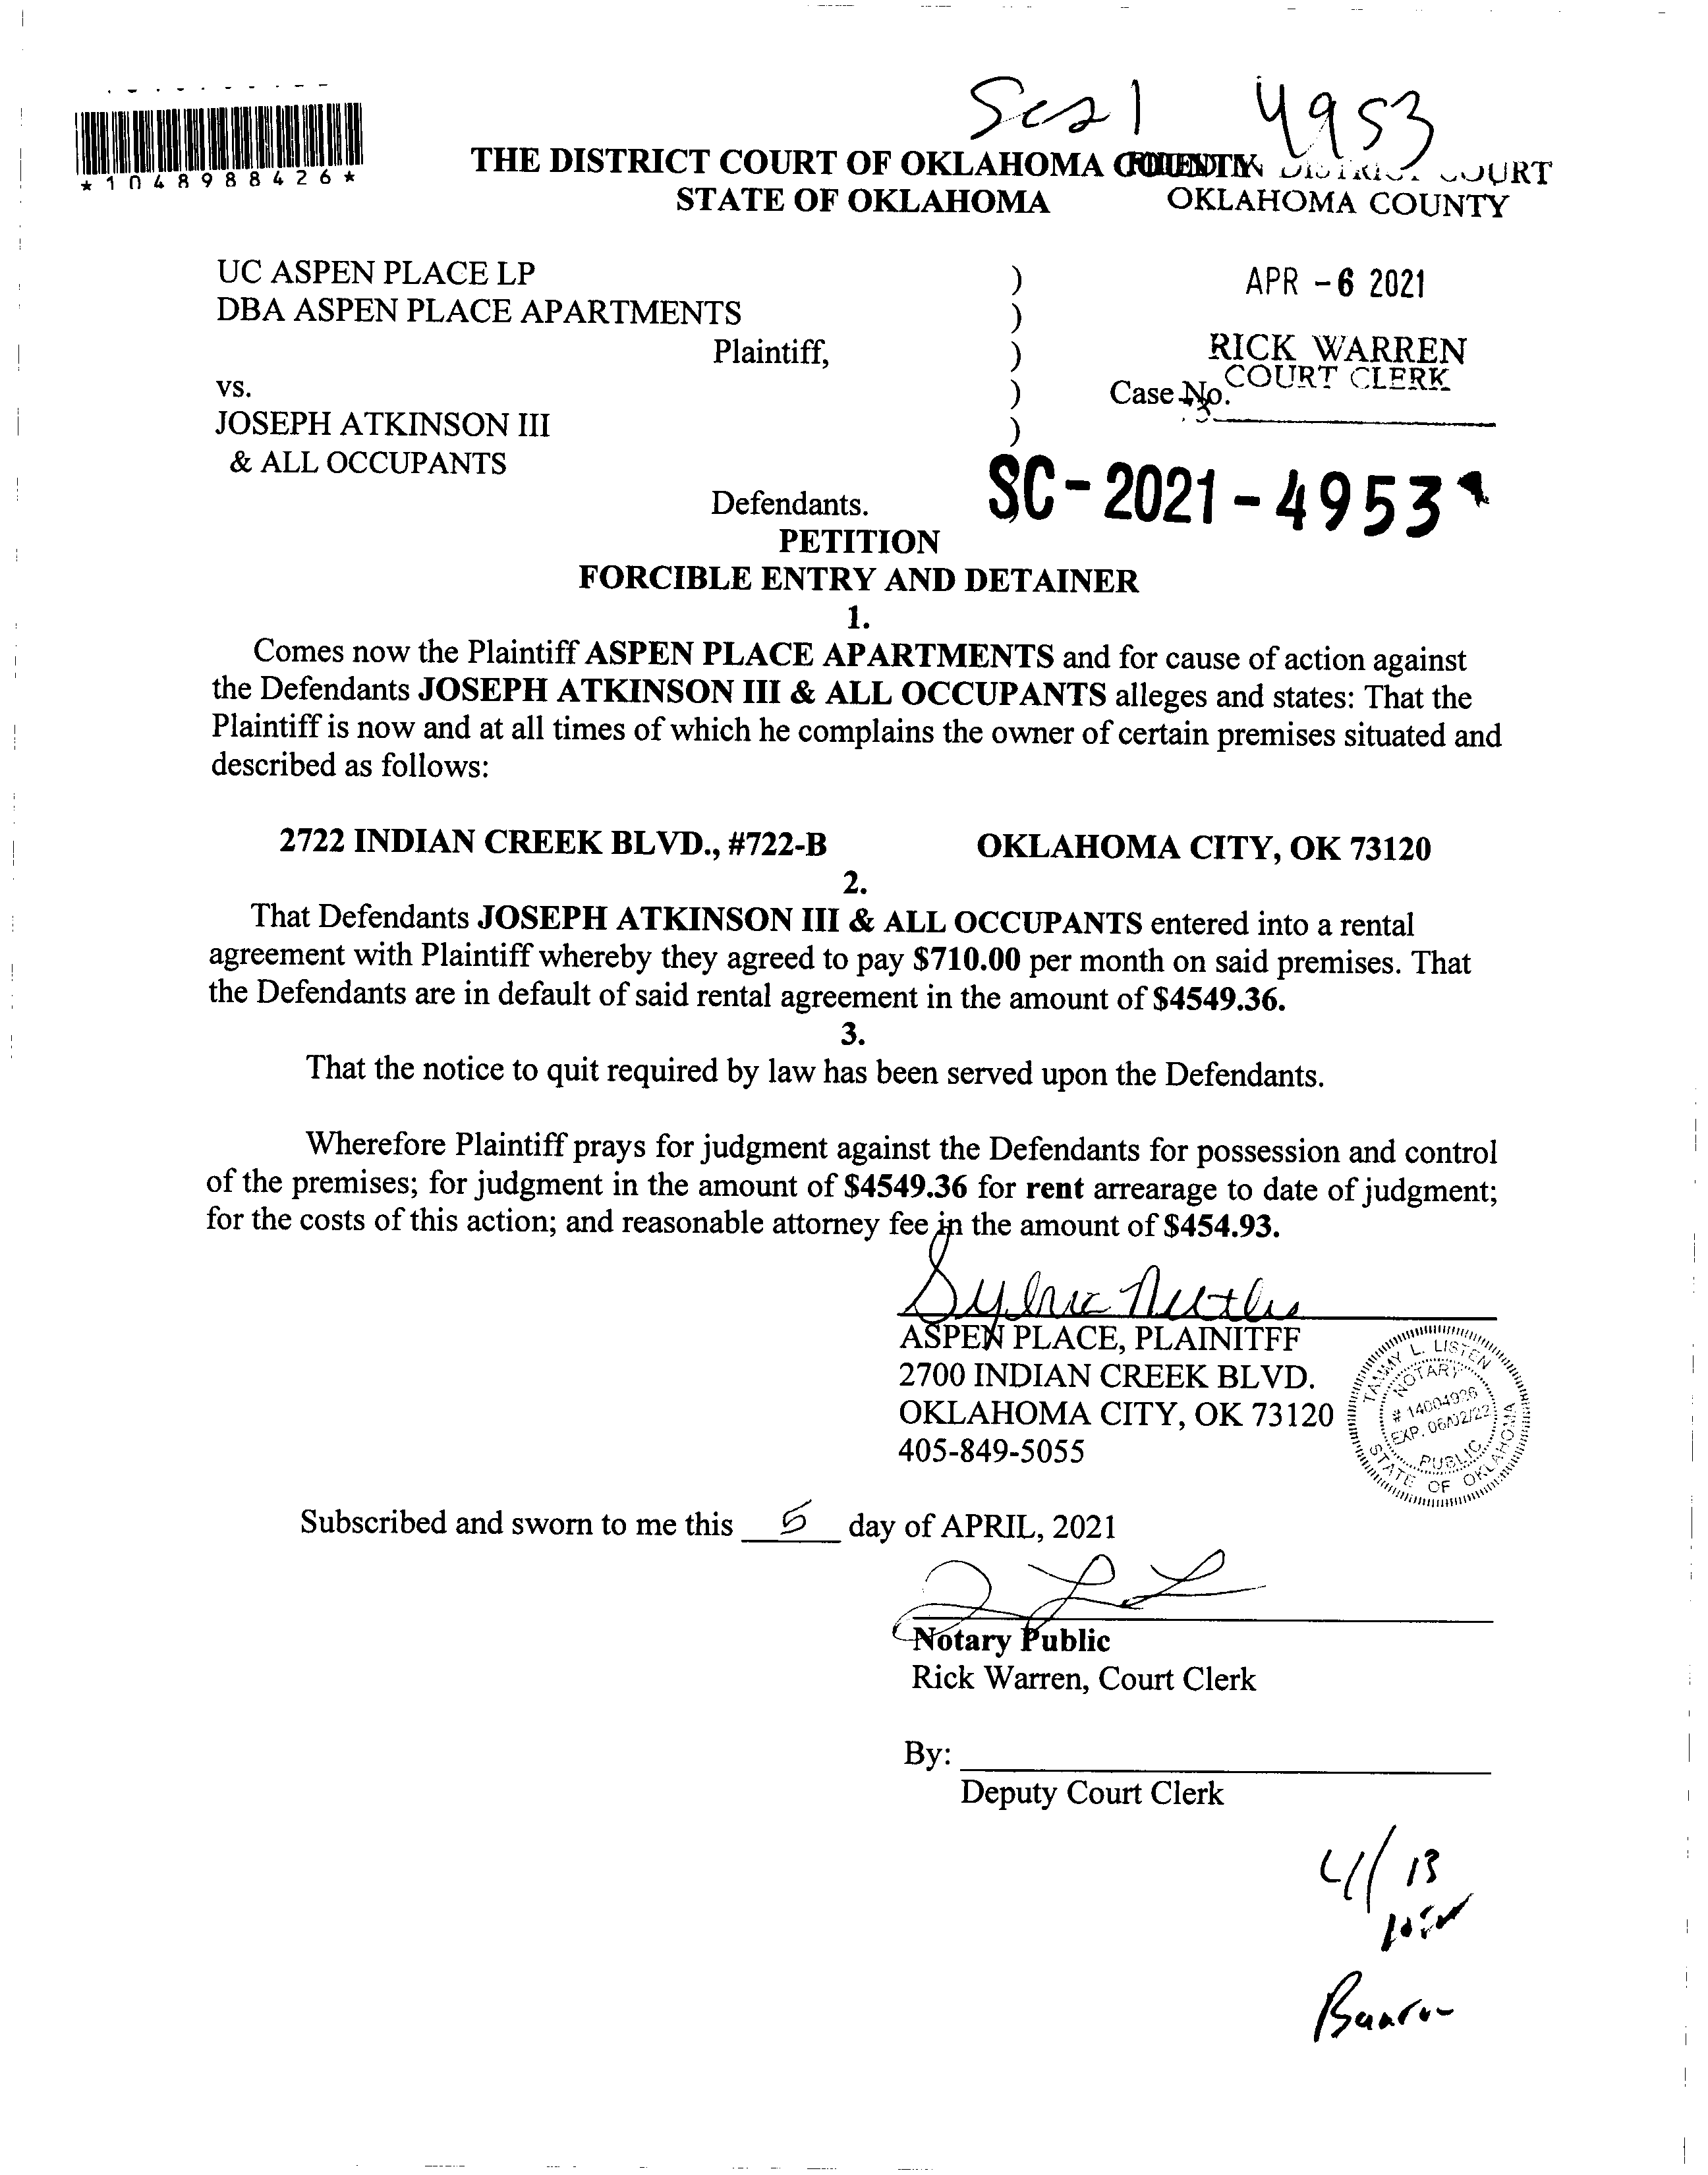 Sc21 4953
*1048988426*
THE DISTRICT COURT OF OKLAHOMA COUNTY
STATE OF OKLAHOMA
FILED IN DISTRICT COURT
OKLAHOMA COUNTY
APR -6 2021
RICK WARREN
COURT CLERK
UC ASPEN PLACE LP )
DBA ASPEN PLACE APARTMENTS )
Plaintiff, )
vs. ) Case No.
JOSEPH ATKINSON III )
& ALL OCCUPANTS
SC-2021-4953
Defendants.
PETITION
FORCIBLE ENTRY AND DETAINER
1.
Comes now the Plaintiff ASPEN PLACE APARTMENTS and for cause of action against
the Defendants JOSEPH ATKINSON III & ALL OCCUPANTS alleges and states: That the
Plaintiff is now and at all times of which he complains the owner of certain premises situated and
described as follows:
2722 INDIAN CREEK BLVD., #722-B OKLAHOMA CITY, OK 73120
2.
That Defendants JOSEPH ATKINSON III & ALL OCCUPANTS entered into a rental
agreement with Plaintiff whereby they agreed to pay $710.00 per month on said premises. That
the Defendants are in default of said rental agreement in the amount of $4549.36.
3.
That the notice to quit required by law has been served upon the Defendants.
Wherefore Plaintiff prays for judgment against the Defendants for possession and control
of the premises; for judgment in the amount of $4549.36 for rent arrearage to date of judgment;
for the costs of this action; and reasonable attorney fee in the amount of $454.93.
ASPEN PLACE, PLAINITFF
2700 INDIAN CREEK BLVD.
OKLAHOMA CITY, OK 73120
405-849-5055
TAMMY L. LISTEN
NOTARY
# 14004926
EXP. 06/02/22
PUBLIC
STATE OF OKLAHOMA
Subscribed and sworn to me this 5 day of APRIL, 2021
Notary Public
Rick Warren, Court Clerk
By:
Deputy Court Clerk
4/13